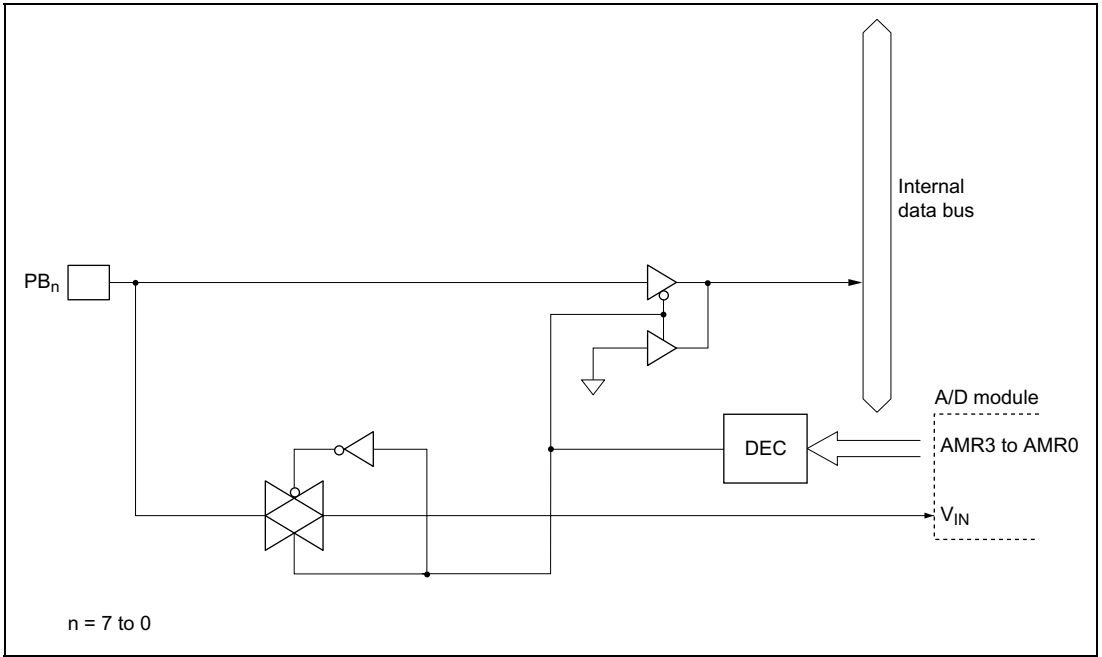 Internal
data bus
PBn
A/D module
DEC
AMR3 to AMR0
VIN
n = 7 to 0